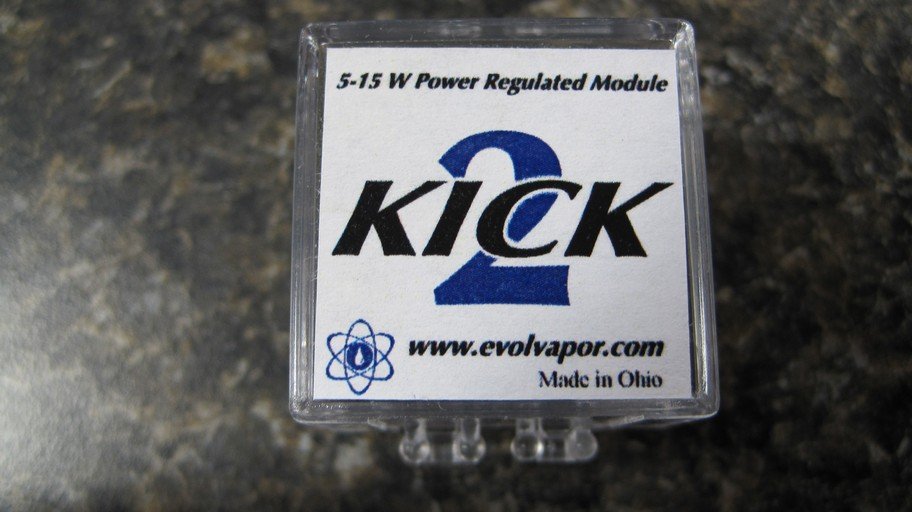 5-15 W Power Regulated Module
2
KICK
www.evolvapor.com
Made in Ohio